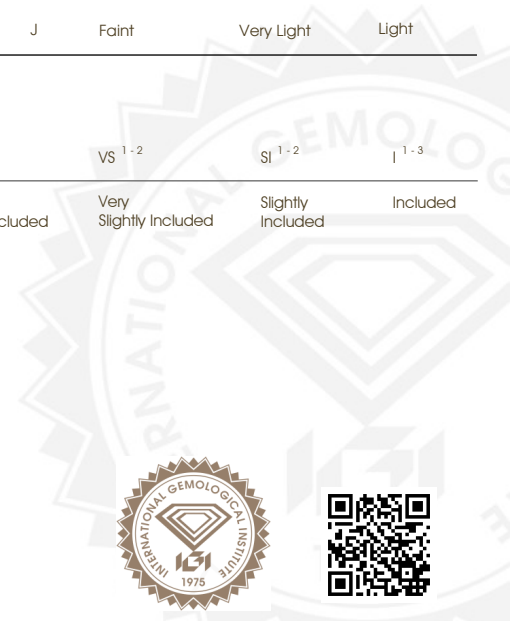 J Faint Very Light Light
VS 1 - 2 SI 1 - 2 I 1 - 3
Very Slightly Included
cluded Slightly Included Included
INTERNATIONAL GEMOLOGICAL INSTITUTE
IGI
1975